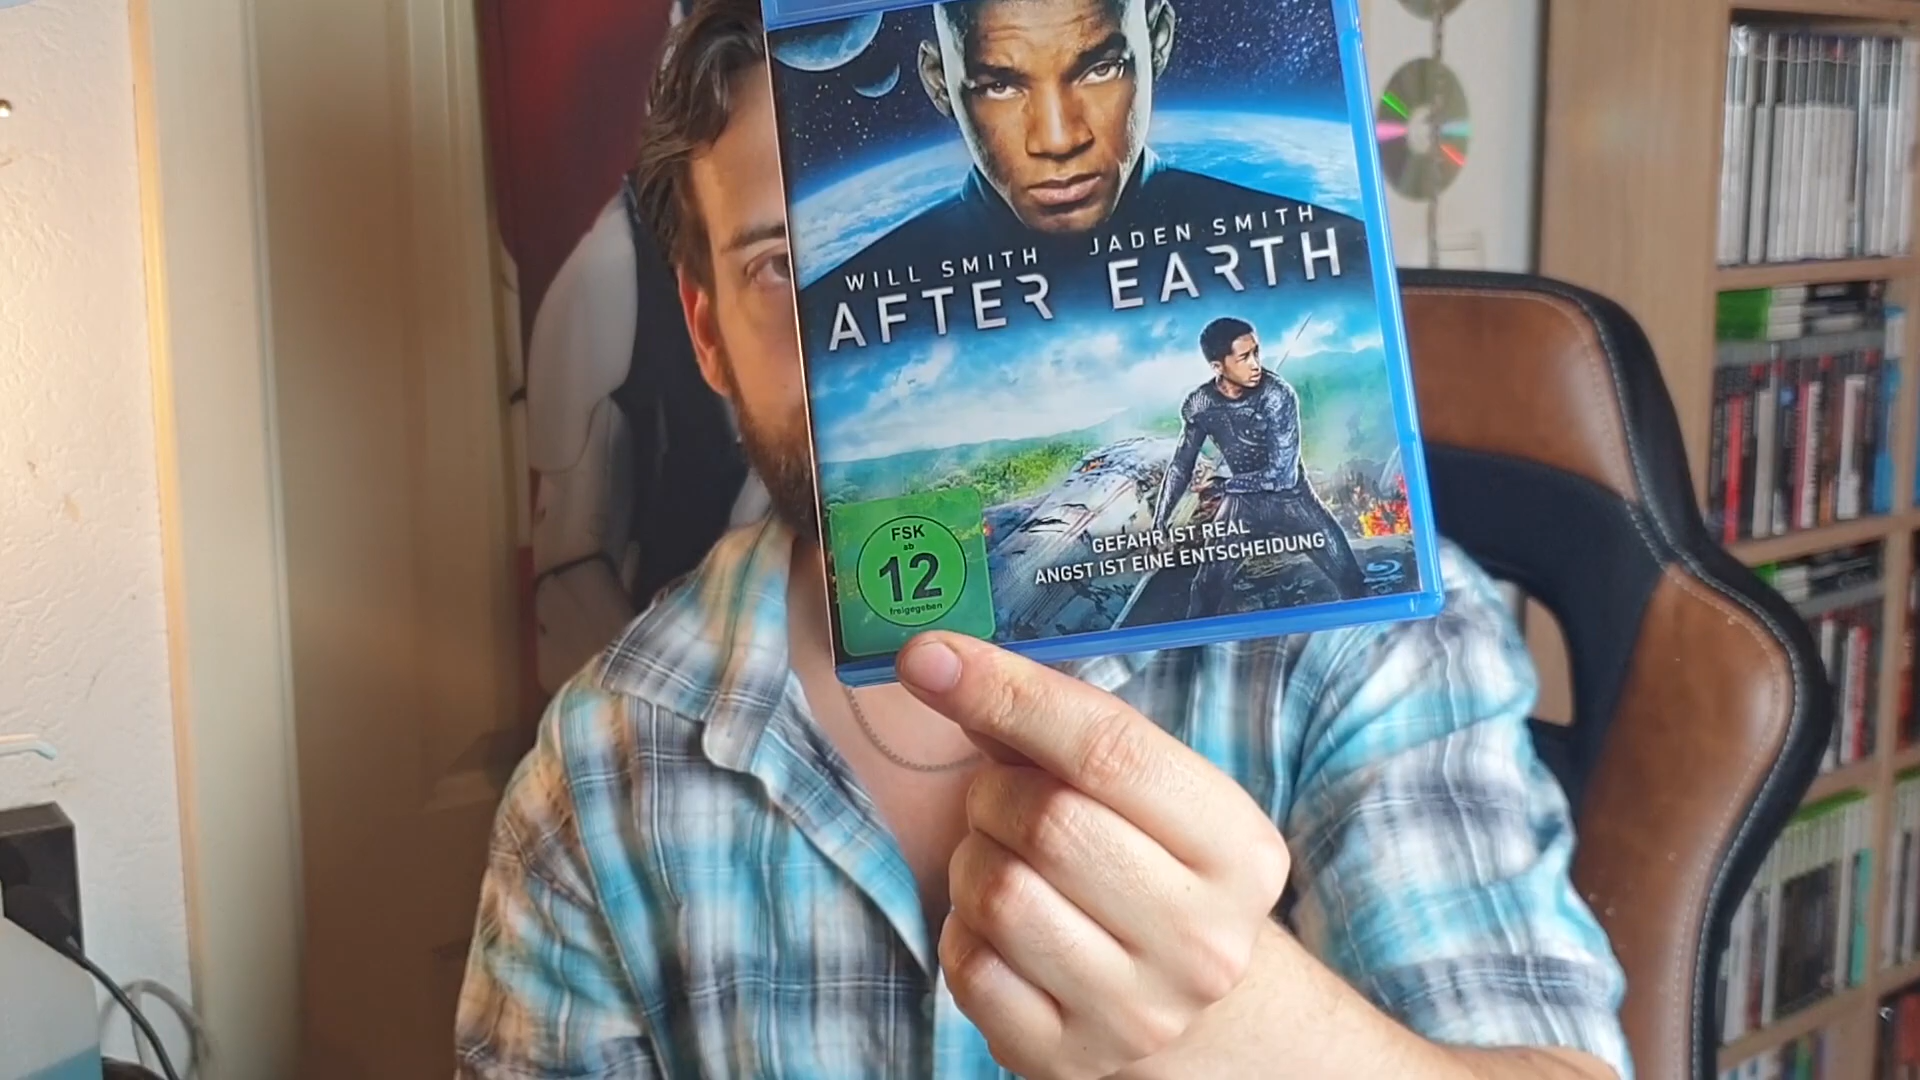 WILL SMITH JADEN SMITH
AFTER EARTH
FSK
ab
12
freigegeben
GEFAHR IST REAL
ANGST IST EINE ENTSCHEIDUNG